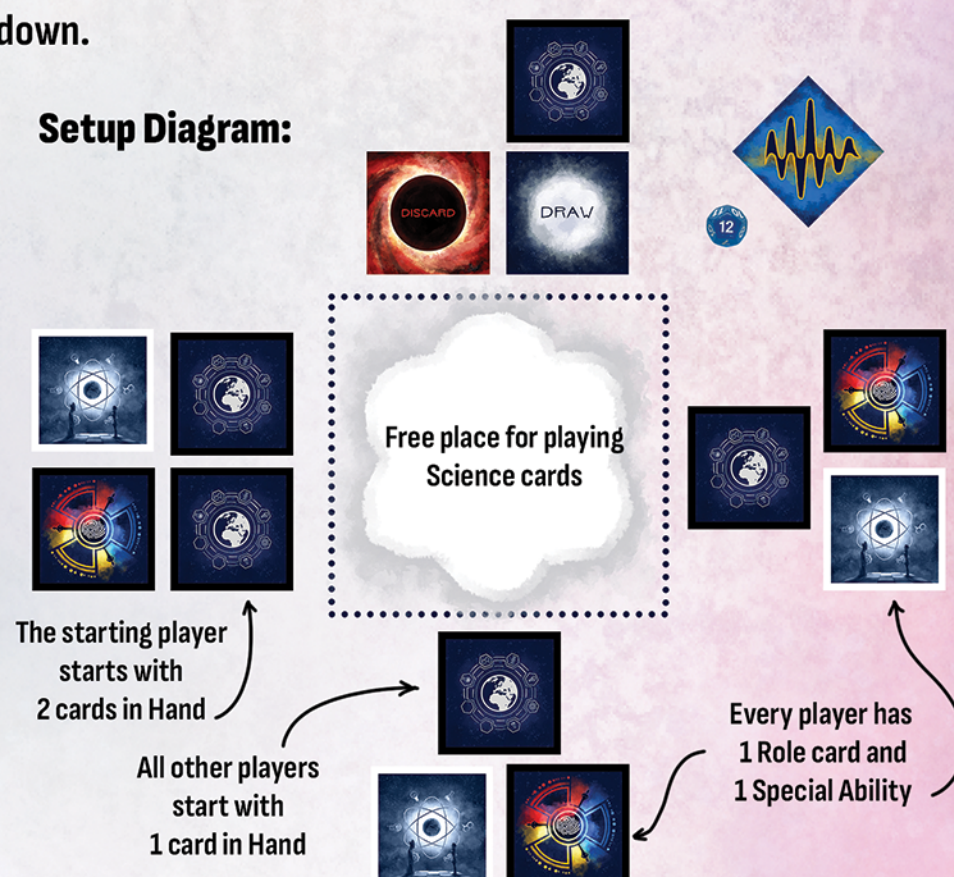 down.
Setup Diagram:
DISCARD
DRAW
12
Free place for playing
Science cards
The starting player
starts with
2 cards in Hand
All other players
start with
1 card in Hand
Every player has
1 Role card and
1 Special Ability